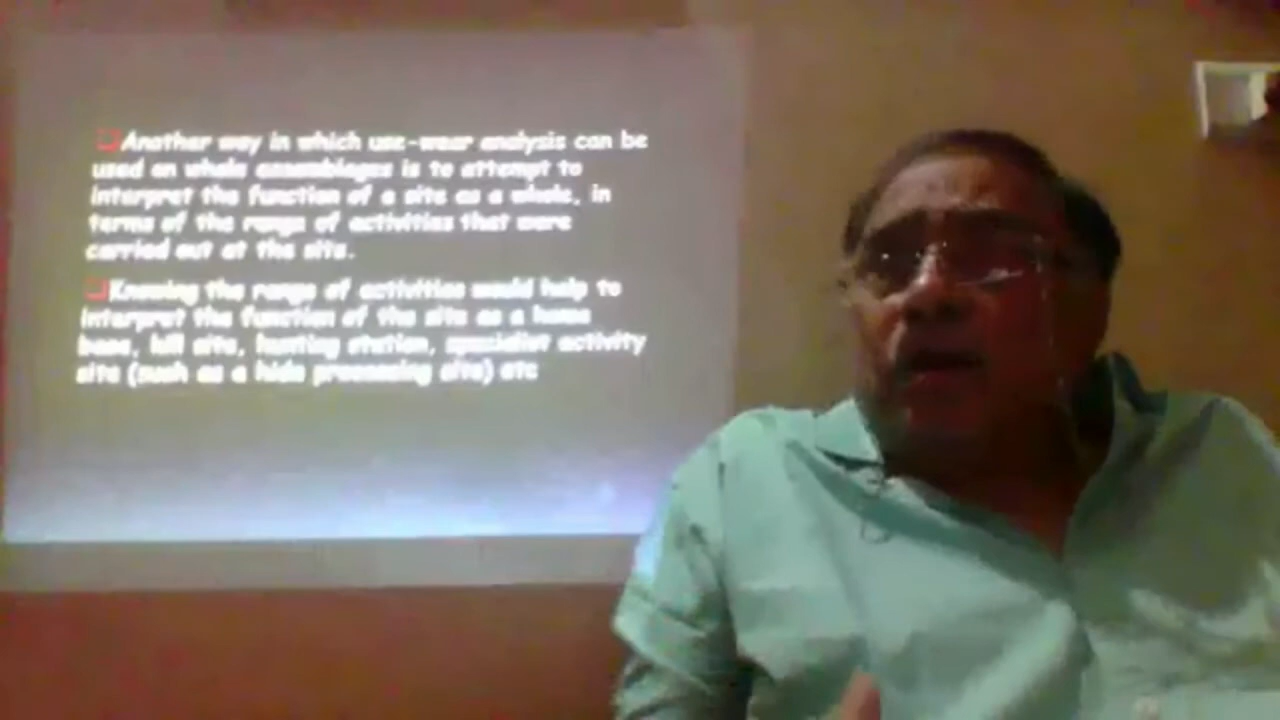 Another way in which use-wear analysis can be
used on whole assemblages is to attempt to
interpret the function of a site as a whole, in
terms of the range of activities that were
carried out at the site.
Knowing the range of activities would help to
interpret the function of the site as a home
base, kill site, hunting station, specialist activity
site (such as a hide processing site) etc